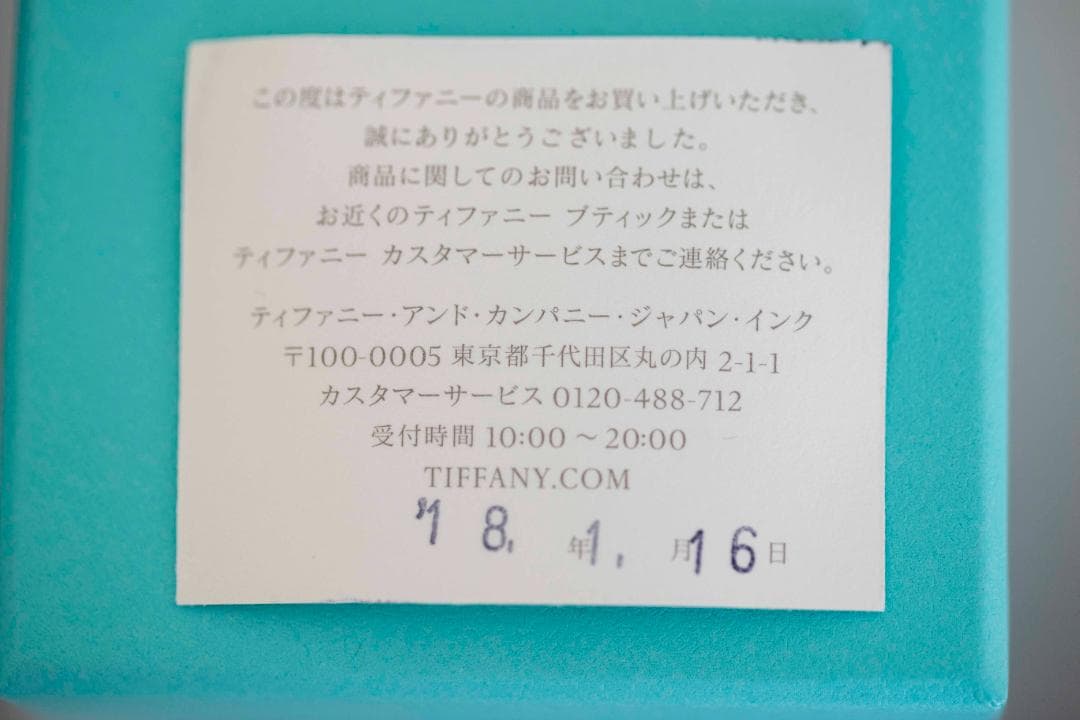 この度はティファニーの商品をお買い上げいただき、
誠にありがとうございました。
商品に関してのお問い合わせは、
お近くのティファニー ブティックまたは
ティファニー カスタマーサービスまでご連絡ください。
ティファニー・アンド・カンパニー・ジャパン・インク
〒100-0005 東京都千代田区丸の内 2-1-1
カスタマーサービス 0120-488-712
受付時間 10:00 〜 20:00
TIFFANY.COM
'18. 年1. 月16日